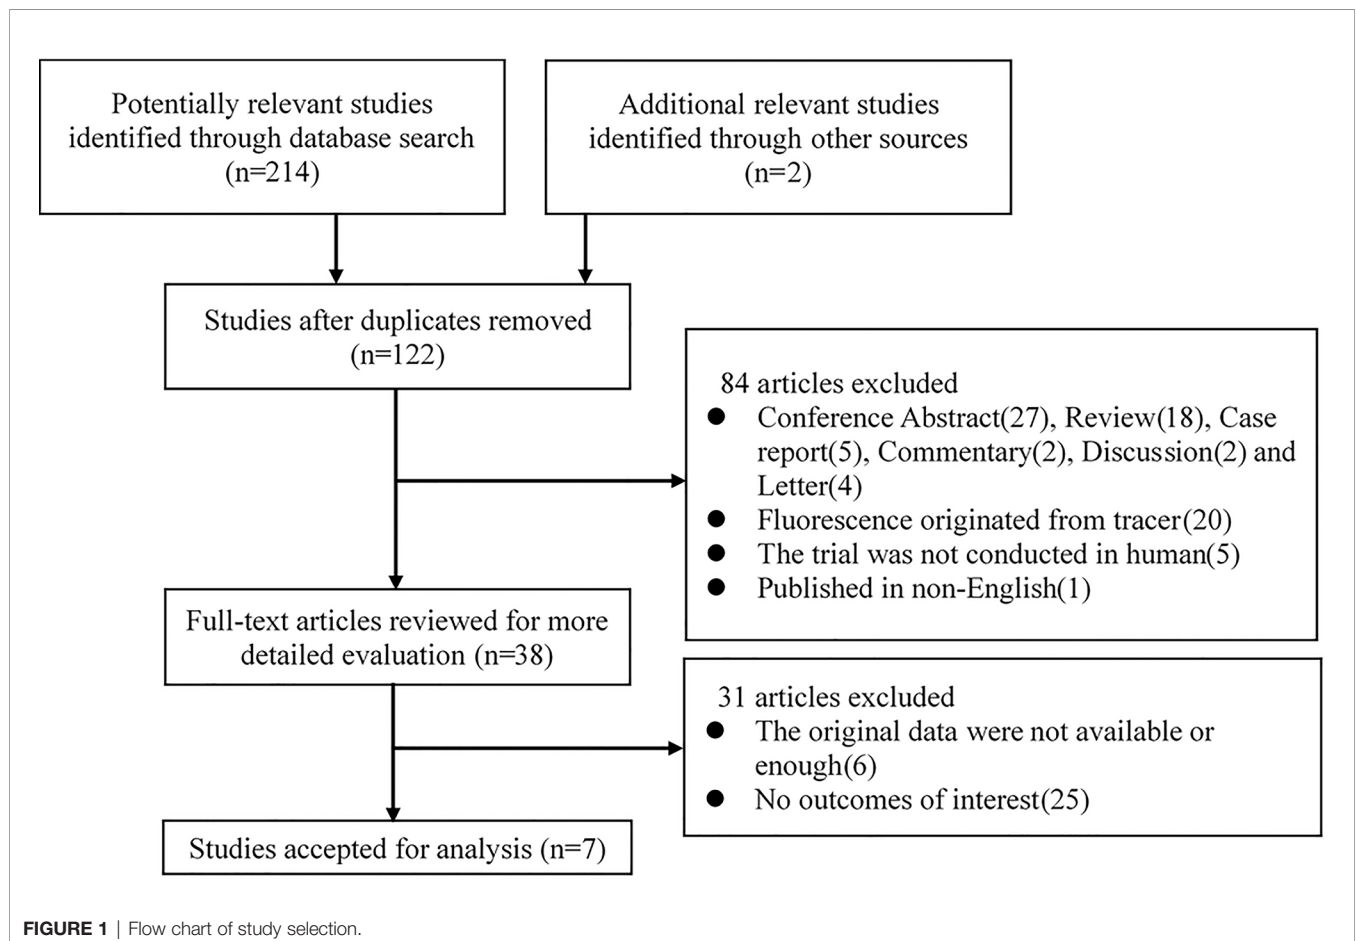 Potentially relevant studies
identified through database search
(n=214)
Additional relevant studies
identified through other sources
(n=2)
Studies after duplicates removed
(n=122)
84 articles excluded
● Conference Abstract(27), Review(18), Case
report(5), Commentary(2), Discussion(2) and
Letter(4)
● Fluorescence originated from tracer(20)
● The trial was not conducted in human(5)
● Published in non-English(1)
Full-text articles reviewed for more
detailed evaluation (n=38)
31 articles excluded
● The original data were not available or
enough(6)
● No outcomes of interest(25)
Studies accepted for analysis (n=7)
FIGURE 1 | Flow chart of study selection.